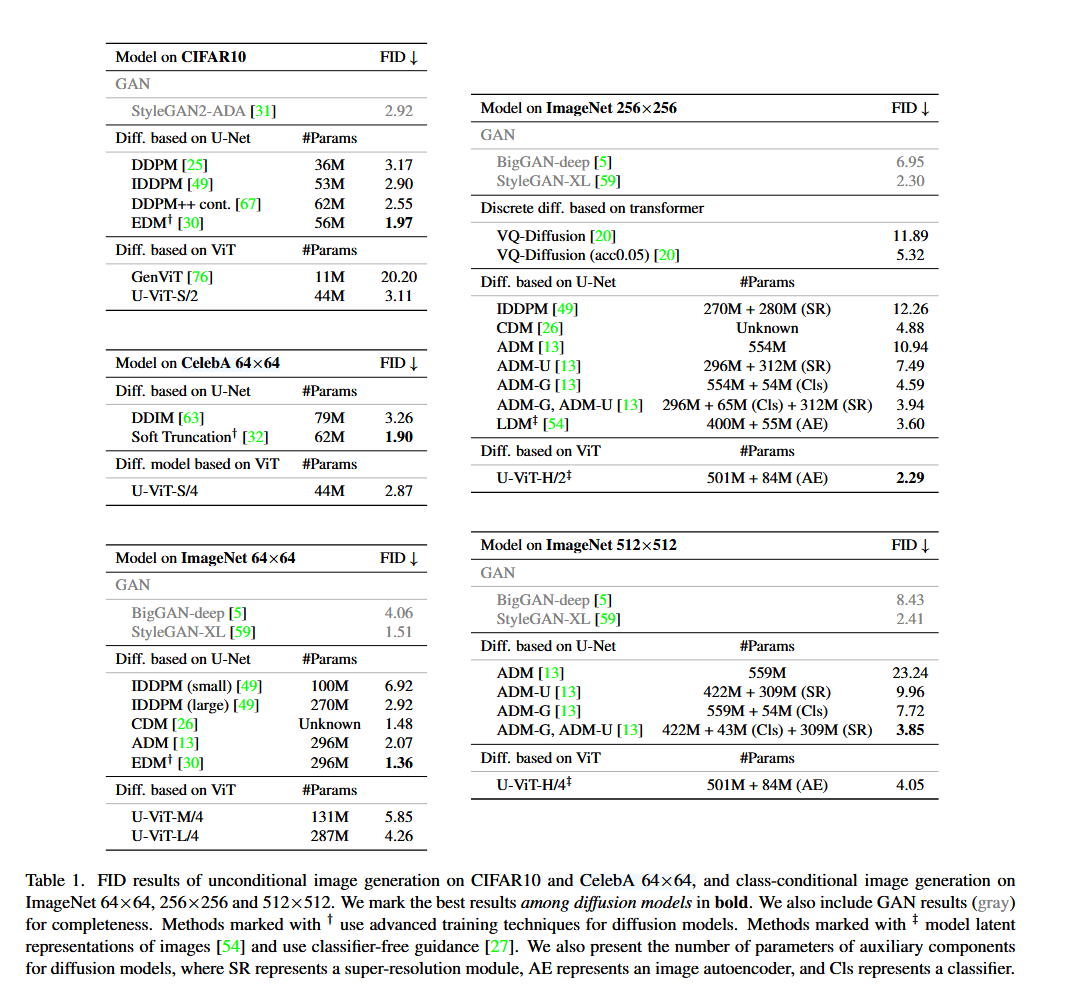 Model on CIFAR10 FID ↓
GAN
StyleGAN2-ADA [31] 2.92
Diff. based on U-Net #Params
DDPM [25] 36M 3.17
IDDPM [49] 53M 2.90
DDPM++ cont. [67] 62M 2.55
EDM† [30] 56M 1.97
Diff. based on ViT #Params
GenViT [76] 11M 20.20
U-ViT-S/2 44M 3.11
Model on CelebA 64×64 FID ↓
Diff. based on U-Net #Params
DDIM [63] 79M 3.26
Soft Truncation† [32] 62M 1.90
Diff. model based on ViT #Params
U-ViT-S/4 44M 2.87
Model on ImageNet 64×64 FID ↓
GAN
BigGAN-deep [5] 4.06
StyleGAN-XL [59] 1.51
Diff. based on U-Net #Params
IDDPM (small) [49] 100M 6.92
IDDPM (large) [49] 270M 2.92
CDM [26] Unknown 1.48
ADM [13] 296M 2.07
EDM† [30] 296M 1.36
Diff. based on ViT #Params
U-ViT-M/4 131M 5.85
U-ViT-L/4 287M 4.26
Model on ImageNet 256×256 FID ↓
GAN
BigGAN-deep [5] 6.95
StyleGAN-XL [59] 2.30
Discrete diff. based on transformer
VQ-Diffusion [20] 11.89
VQ-Diffusion (acc0.05) [20] 5.32
Diff. based on U-Net #Params
IDDPM [49] 270M + 280M (SR) 12.26
CDM [26] Unknown 4.88
ADM [13] 554M 10.94
ADM-U [13] 296M + 312M (SR) 7.49
ADM-G [13] 554M + 54M (Cls) 4.59
ADM-G, ADM-U [13] 296M + 65M (Cls) + 312M (SR) 3.94
LDM‡ [54] 400M + 55M (AE) 3.60
Diff. based on ViT #Params
U-ViT-H/2‡ 501M + 84M (AE) 2.29
Model on ImageNet 512×512 FID ↓
GAN
BigGAN-deep [5] 8.43
StyleGAN-XL [59] 2.41
Diff. based on U-Net #Params
ADM [13] 559M 23.24
ADM-U [13] 422M + 309M (SR) 9.96
ADM-G [13] 559M + 54M (Cls) 7.72
ADM-G, ADM-U [13] 422M + 43M (Cls) + 309M (SR) 3.85
Diff. based on ViT #Params
U-ViT-H/4‡ 501M + 84M (AE) 4.05
Table 1. FID results of unconditional image generation on CIFAR10 and CelebA 64×64, and class-conditional image generation on
ImageNet 64×64, 256×256 and 512×512. We mark the best results among diffusion models in bold. We also include GAN results (gray)
for completeness. Methods marked with † use advanced training techniques for diffusion models. Methods marked with ‡ model latent
representations of images [54] and use classifier-free guidance [27]. We also present the number of parameters of auxiliary components
for diffusion models, where SR represents a super-resolution module, AE represents an image autoencoder, and Cls represents a classifier.